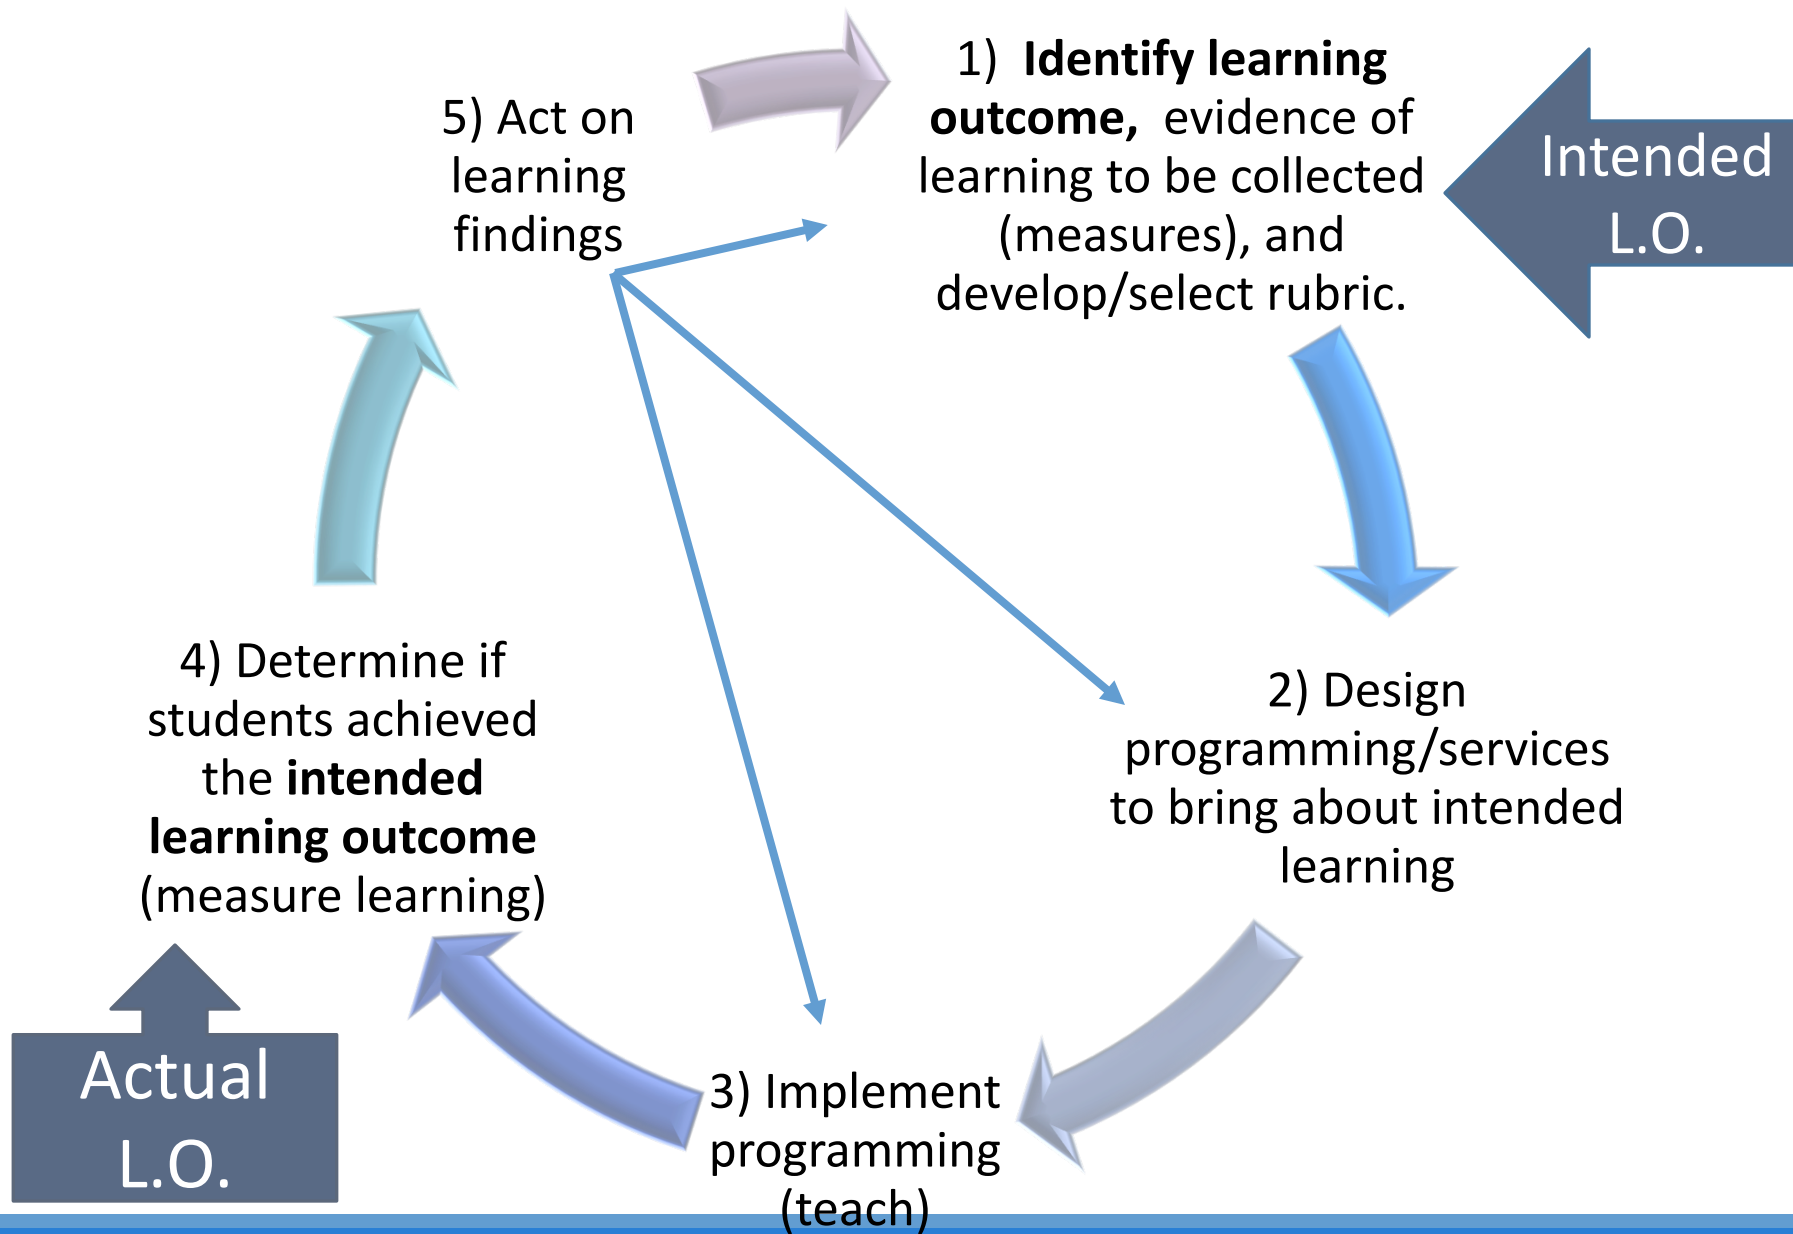 1) Identify learning
outcome, evidence of
learning to be collected
(measures), and
develop/select rubric.
Intended
L.O.
2) Design
programming/services
to bring about intended
learning
3) Implement
programming
(teach)
4) Determine if
students achieved
the intended
learning outcome
(measure learning)
Actual
L.O.
5) Act on
learning
findings